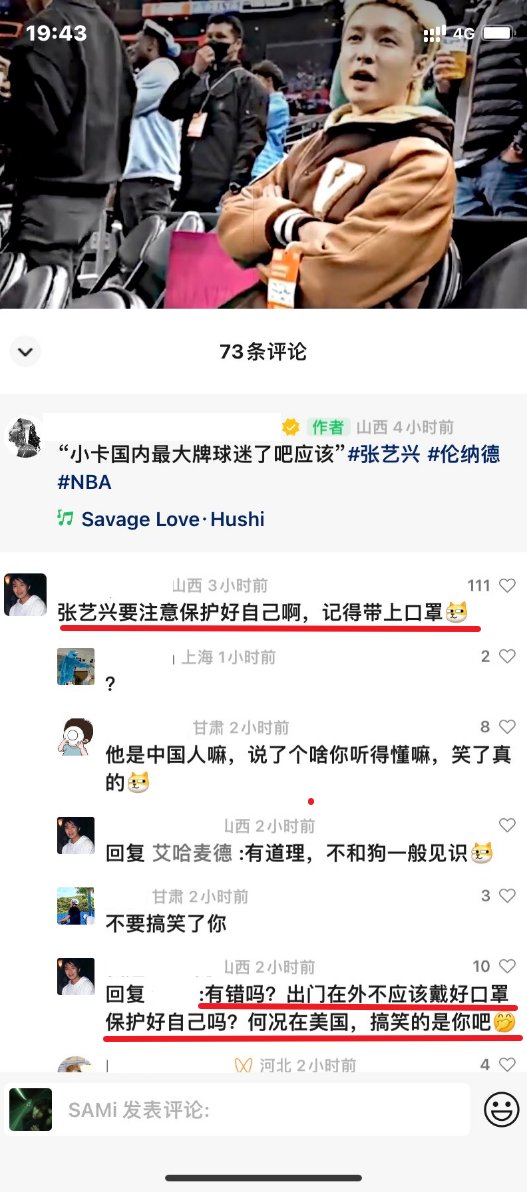 19:43
4G
V
73条评论
作者 山西 4小时前
“小卡国内最大牌球迷了吧应该”#张艺兴 #伦纳德
#NBA
Savage Love·Hushi
山西 3小时前 111
张艺兴要注意保护好自己啊，记得带上口罩
上海 1小时前 2
?
甘肃 2小时前 8
他是中国人嘛，说了个啥你听得懂嘛，笑了真
的
山西 2小时前
回复 艾哈麦德 :有道理，不和狗一般见识
甘肃 2小时前 3
不要搞笑了你
山西 2小时前 10
回复 :有错吗？出门在外不应该戴好口罩
保护好自己吗？何况在美国，搞笑的是你吧
河北 2小时前 4
SAMi 发表评论: